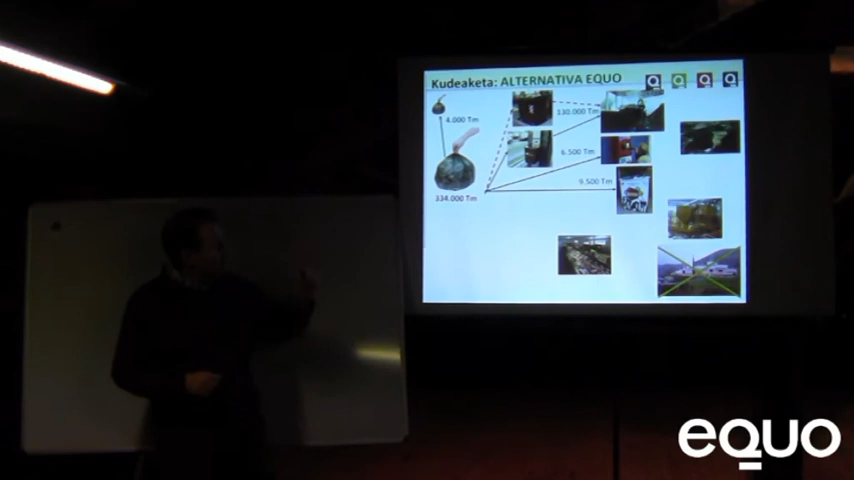 Kudeaketa: ALTERNATIVA EQUO
4.000 Tm
130.000 Tm
6.500 Tm
9.500 Tm
334.000 Tm
equo